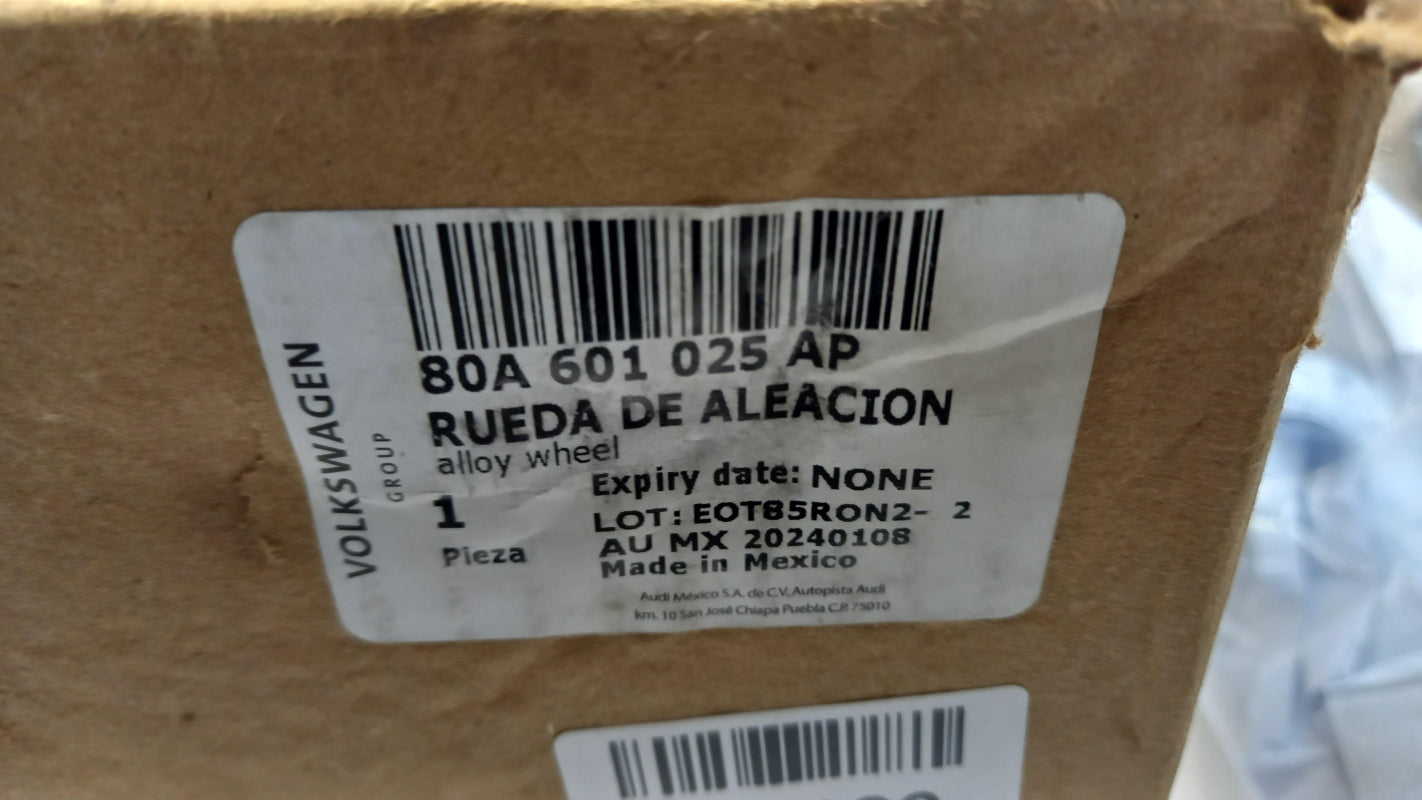 VOLKSWAGEN
GROUP
80A 601 025 AP
RUEDA DE ALEACION
alloy wheel
1
Pieza
Expiry date: NONE
LOT: EOT85RON2- 2
AU MX 20240108
Made in Mexico
Audi México S.A. de C.V. Autopista Audi
km. 10 San José Chiapa Puebla C.P. 75010